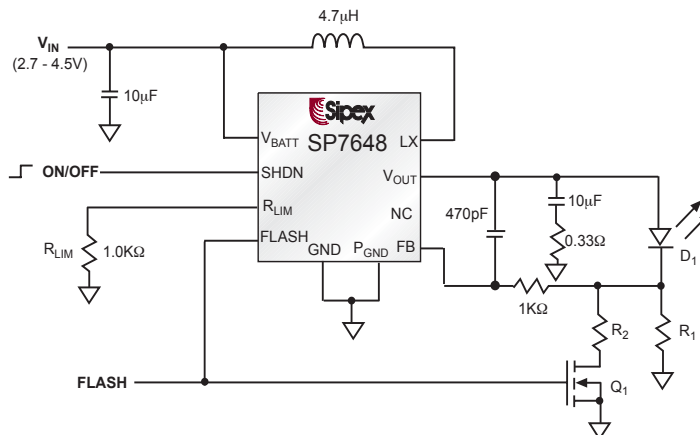 4.7μH
VIN
(2.7 - 4.5V)
10μF
Sipex
SP7648
VBATT
LX
ON/OFF
SHDN
VOUT
RLIM
NC
FLASH
FB
GND
PGND
RLIM
1.0KΩ
470pF
10μF
0.33Ω
D1
1KΩ
R2
R1
FLASH
Q1